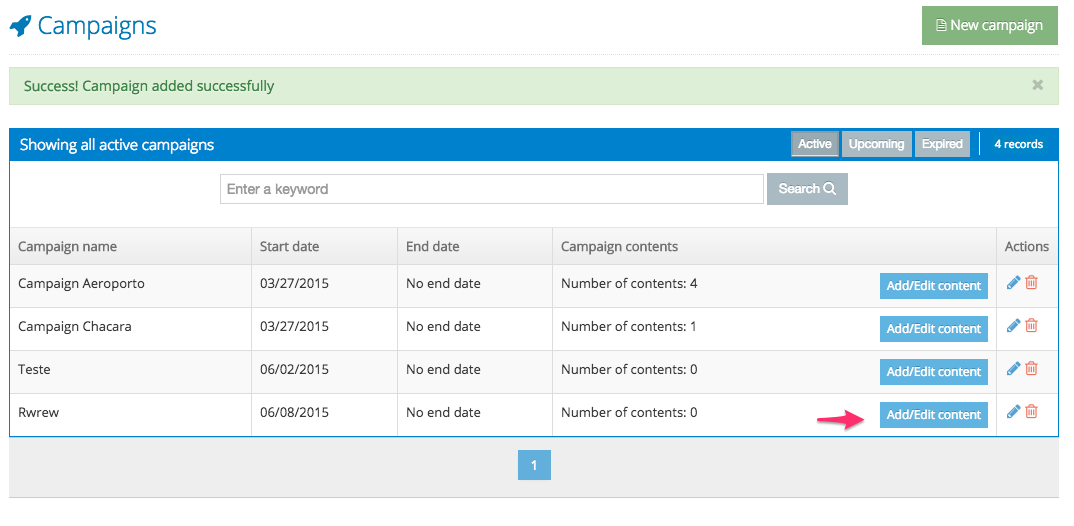 Campaigns
New campaign
Success! Campaign added successfully
×
Showing all active campaigns Active Upcoming Expired 4 records
Enter a keyword Search
Campaign name Start date End date Campaign contents Actions
Campaign Aeroporto 03/27/2015 No end date Number of contents: 4 Add/Edit content
Campaign Chacara 03/27/2015 No end date Number of contents: 1 Add/Edit content
Teste 06/02/2015 No end date Number of contents: 0 Add/Edit content
Rwrew 06/08/2015 No end date Number of contents: 0 Add/Edit content
1